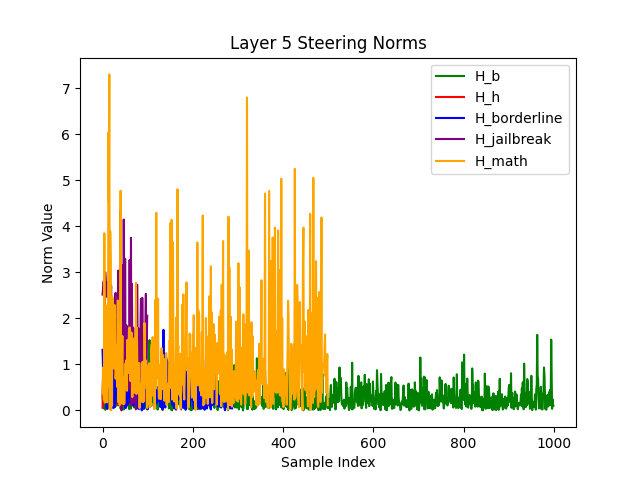 Layer 5 Steering Norms
H_b
H_h
H_borderline
H_jailbreak
H_math
Norm Value
7
6
5
4
3
2
1
0
0 200 400 600 800 1000
Sample Index